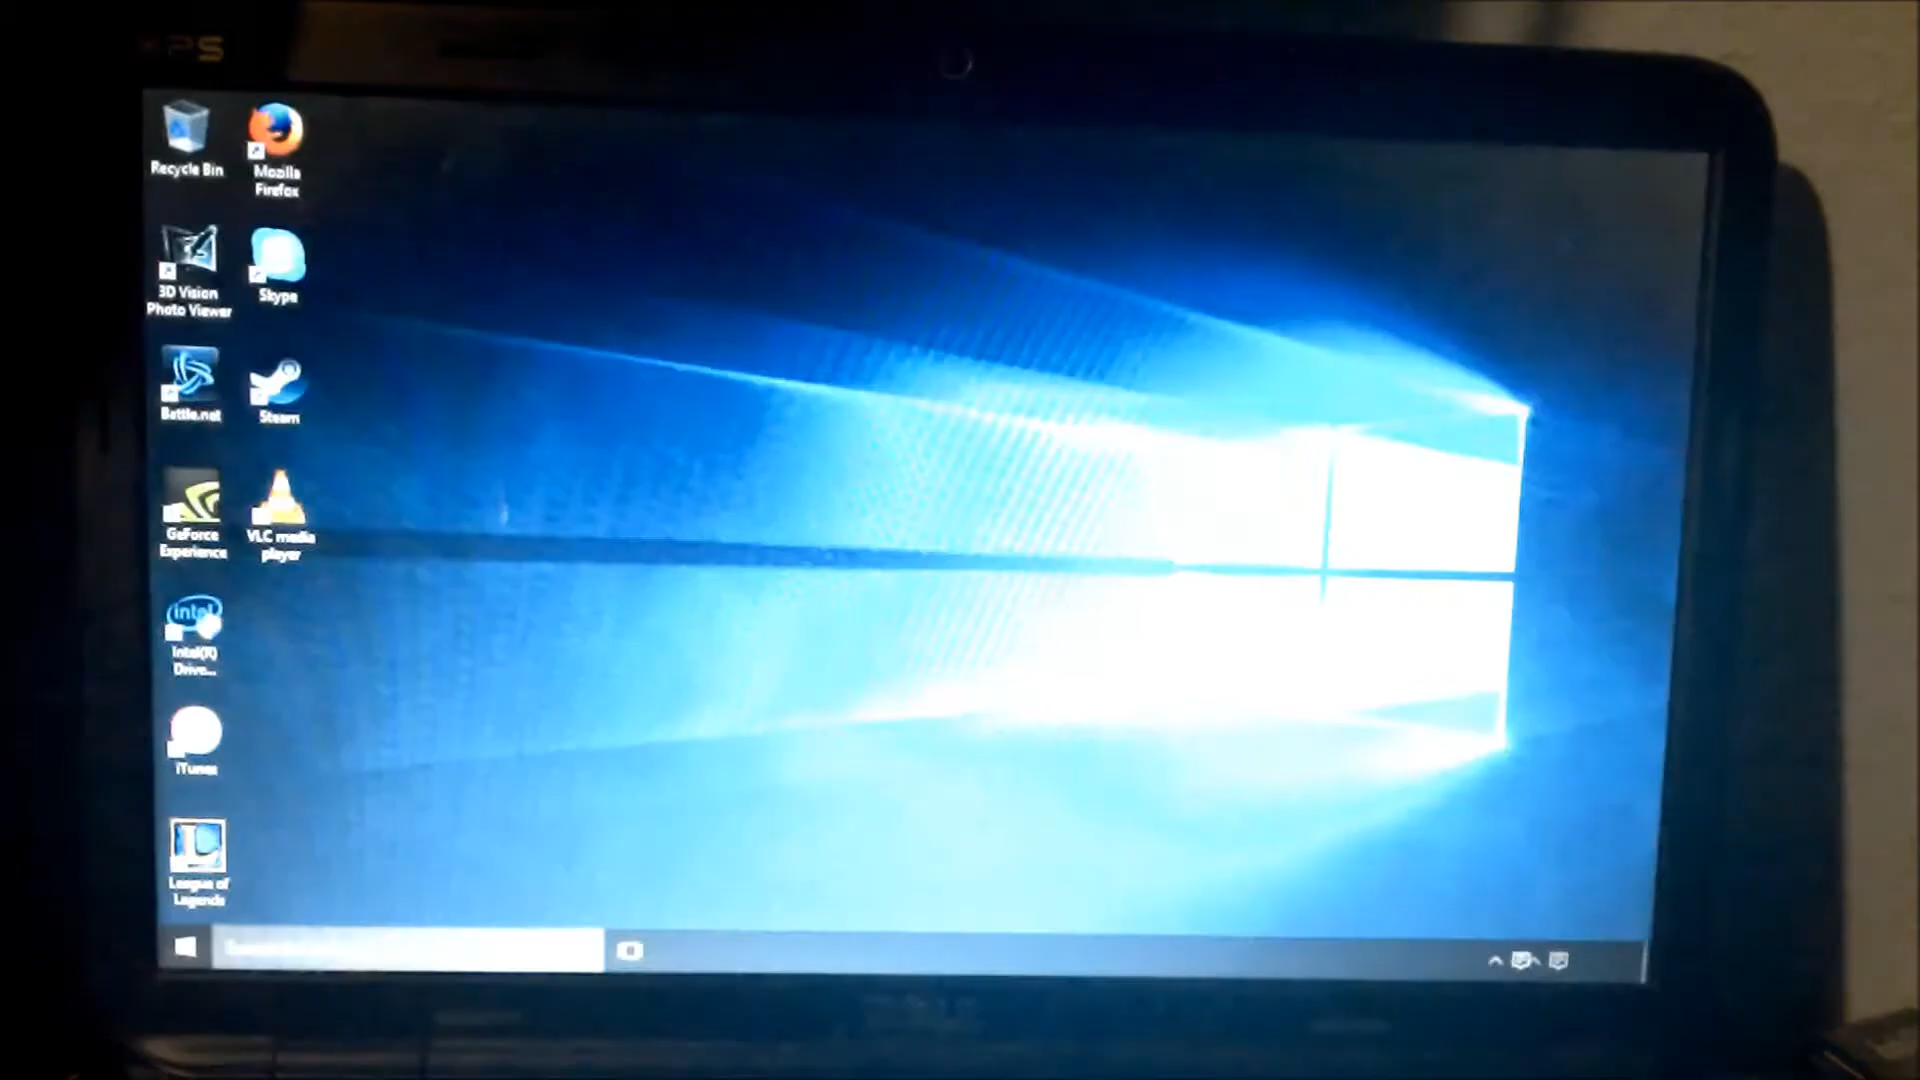 XPS
Recycle Bin
Mozilla
Firefox
3D Vision
Photo Viewer
Skype
Battle.net
Steam
GeForce
Experience
VLC media
player
intel
Intel(R)
Drive...
iTunes
L
League of
Legends